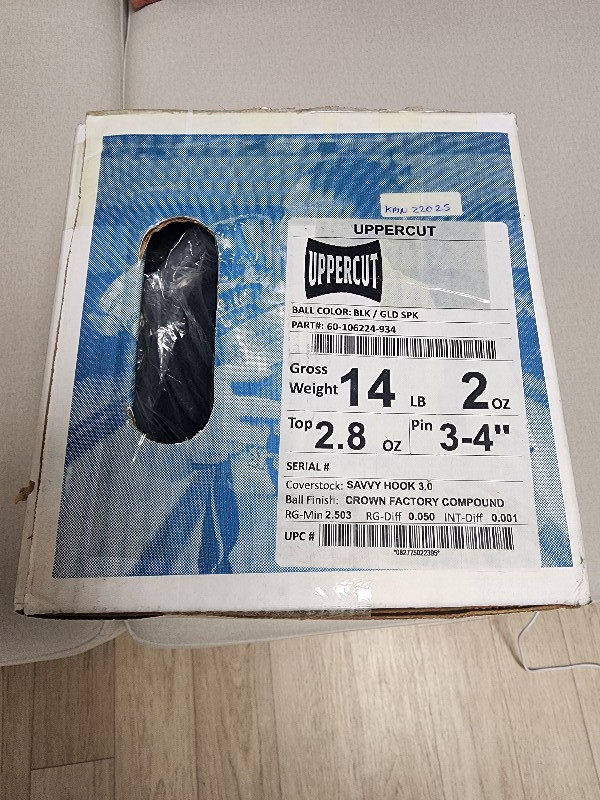 KPIN 22025
UPPERCUT
UPPERCUT
BALL COLOR: BLK / GLD SPK
PART#: 60-106224-934
Gross Weight 14 LB 2 OZ
Top 2.8 OZ Pin 3-4"
SERIAL #
Coverstock: SAVVY HOOK 3.0
Ball Finish: CROWN FACTORY COMPOUND
RG-Min 2.503 RG-Diff 0.050 INT-Diff 0.001
UPC #
*082775022385*